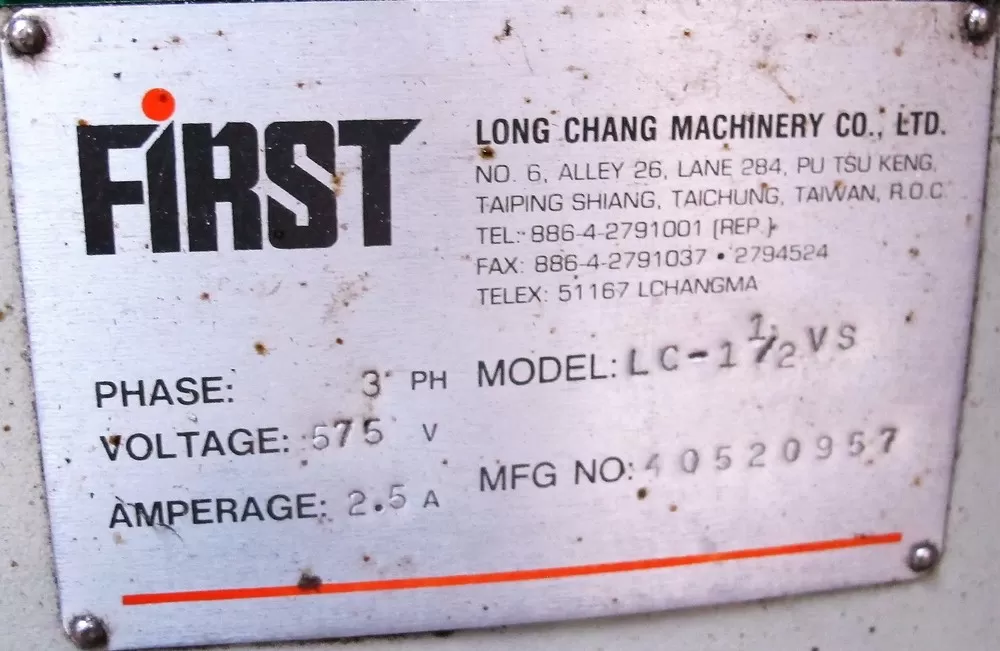 FiRST
LONG CHANG MACHINERY CO., LTD.
NO. 6, ALLEY 26, LANE 284, PU TSU KENG,
TAIPING SHIANG, TAICHUNG, TAIWAN, R.O.C.
TEL: 886-4-2791001 (REP.)
FAX: 886-4-2791037 • 2794524
TELEX: 51167 LCHANGMA
PHASE: 3 PH
VOLTAGE: 575 V
AMPERAGE: 2.5 A
MODEL: LC-1 1/2 VS
MFG NO: 40520957